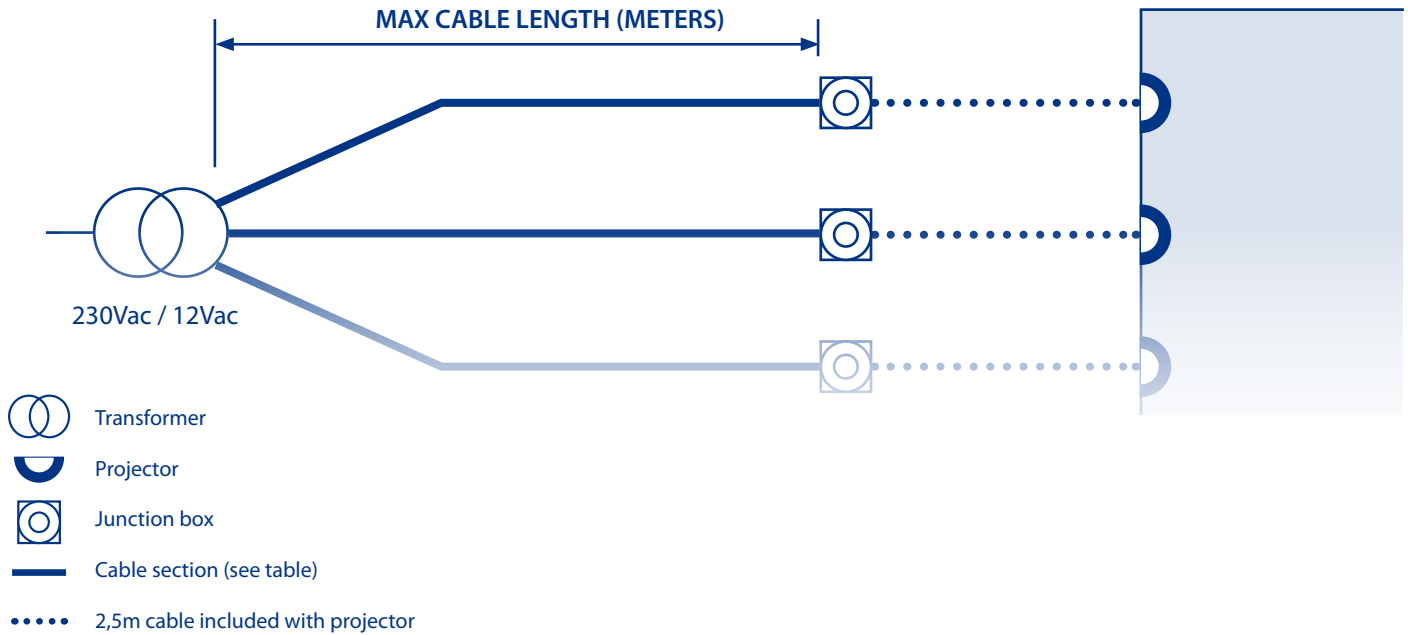 MAX CABLE LENGTH (METERS)
230Vac / 12Vac
Transformer
Projector
Junction box
Cable section (see table)
2,5m cable included with projector